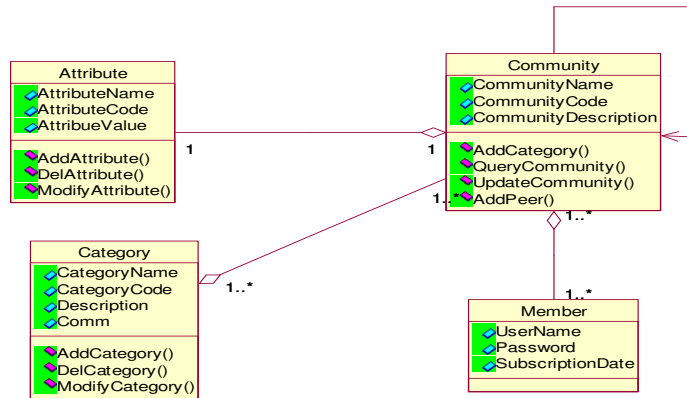 Attribute
AttributeName
AttributeCode
AttribueValue
AddAttribute()
DelAttribute()
ModifyAttribute()
1
1
Community
CommunityName
CommunityCode
CommunityDescription
AddCategory()
QueryCommunity()
UpdateCommunity()
AddPeer()
1..*
1..*
Category
CategoryName
CategoryCode
Description
Comm
AddCategory()
DelCategory()
ModifyCategory()
1..*
1..*
Member
UserName
Password
SubscriptionDate